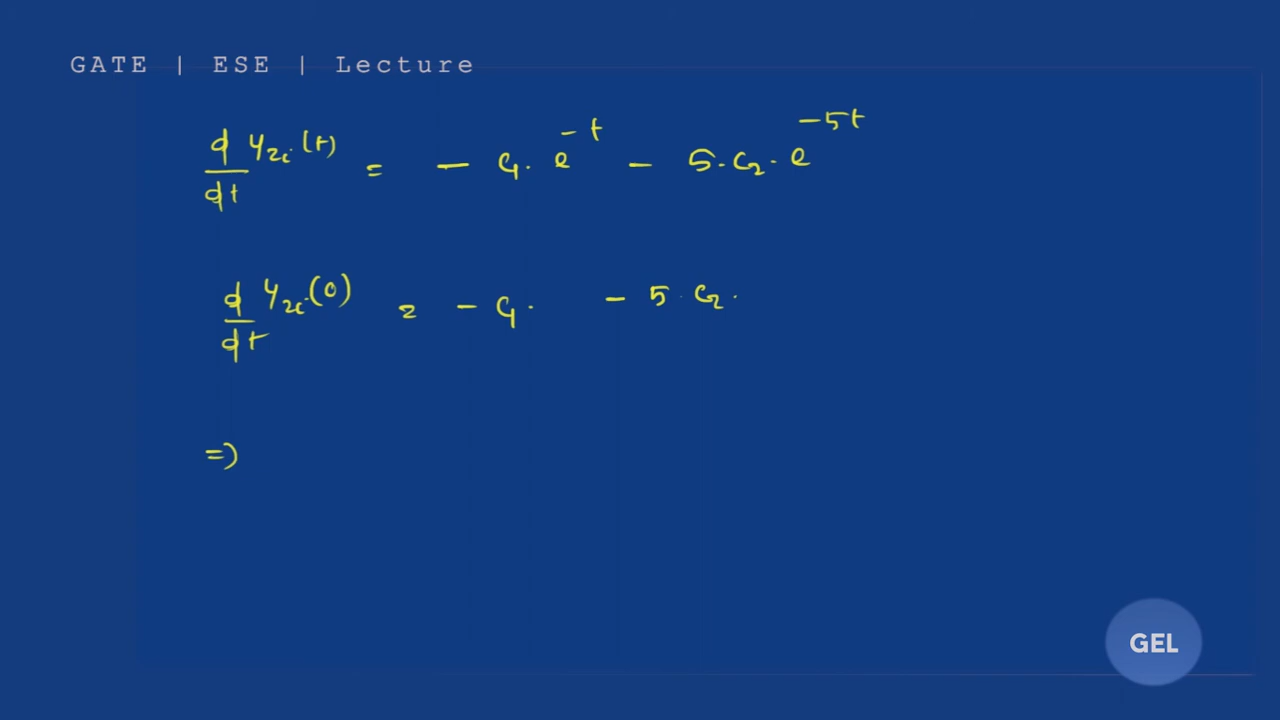 GATE | ESE | Lecture
d/dt y_zi(t) = - C₁ · e^(-t) - 5 · C₂ · e^(-5t)
d/dt y_zi(0) = - C₁ · - 5 · C₂ ·
=>
GEL